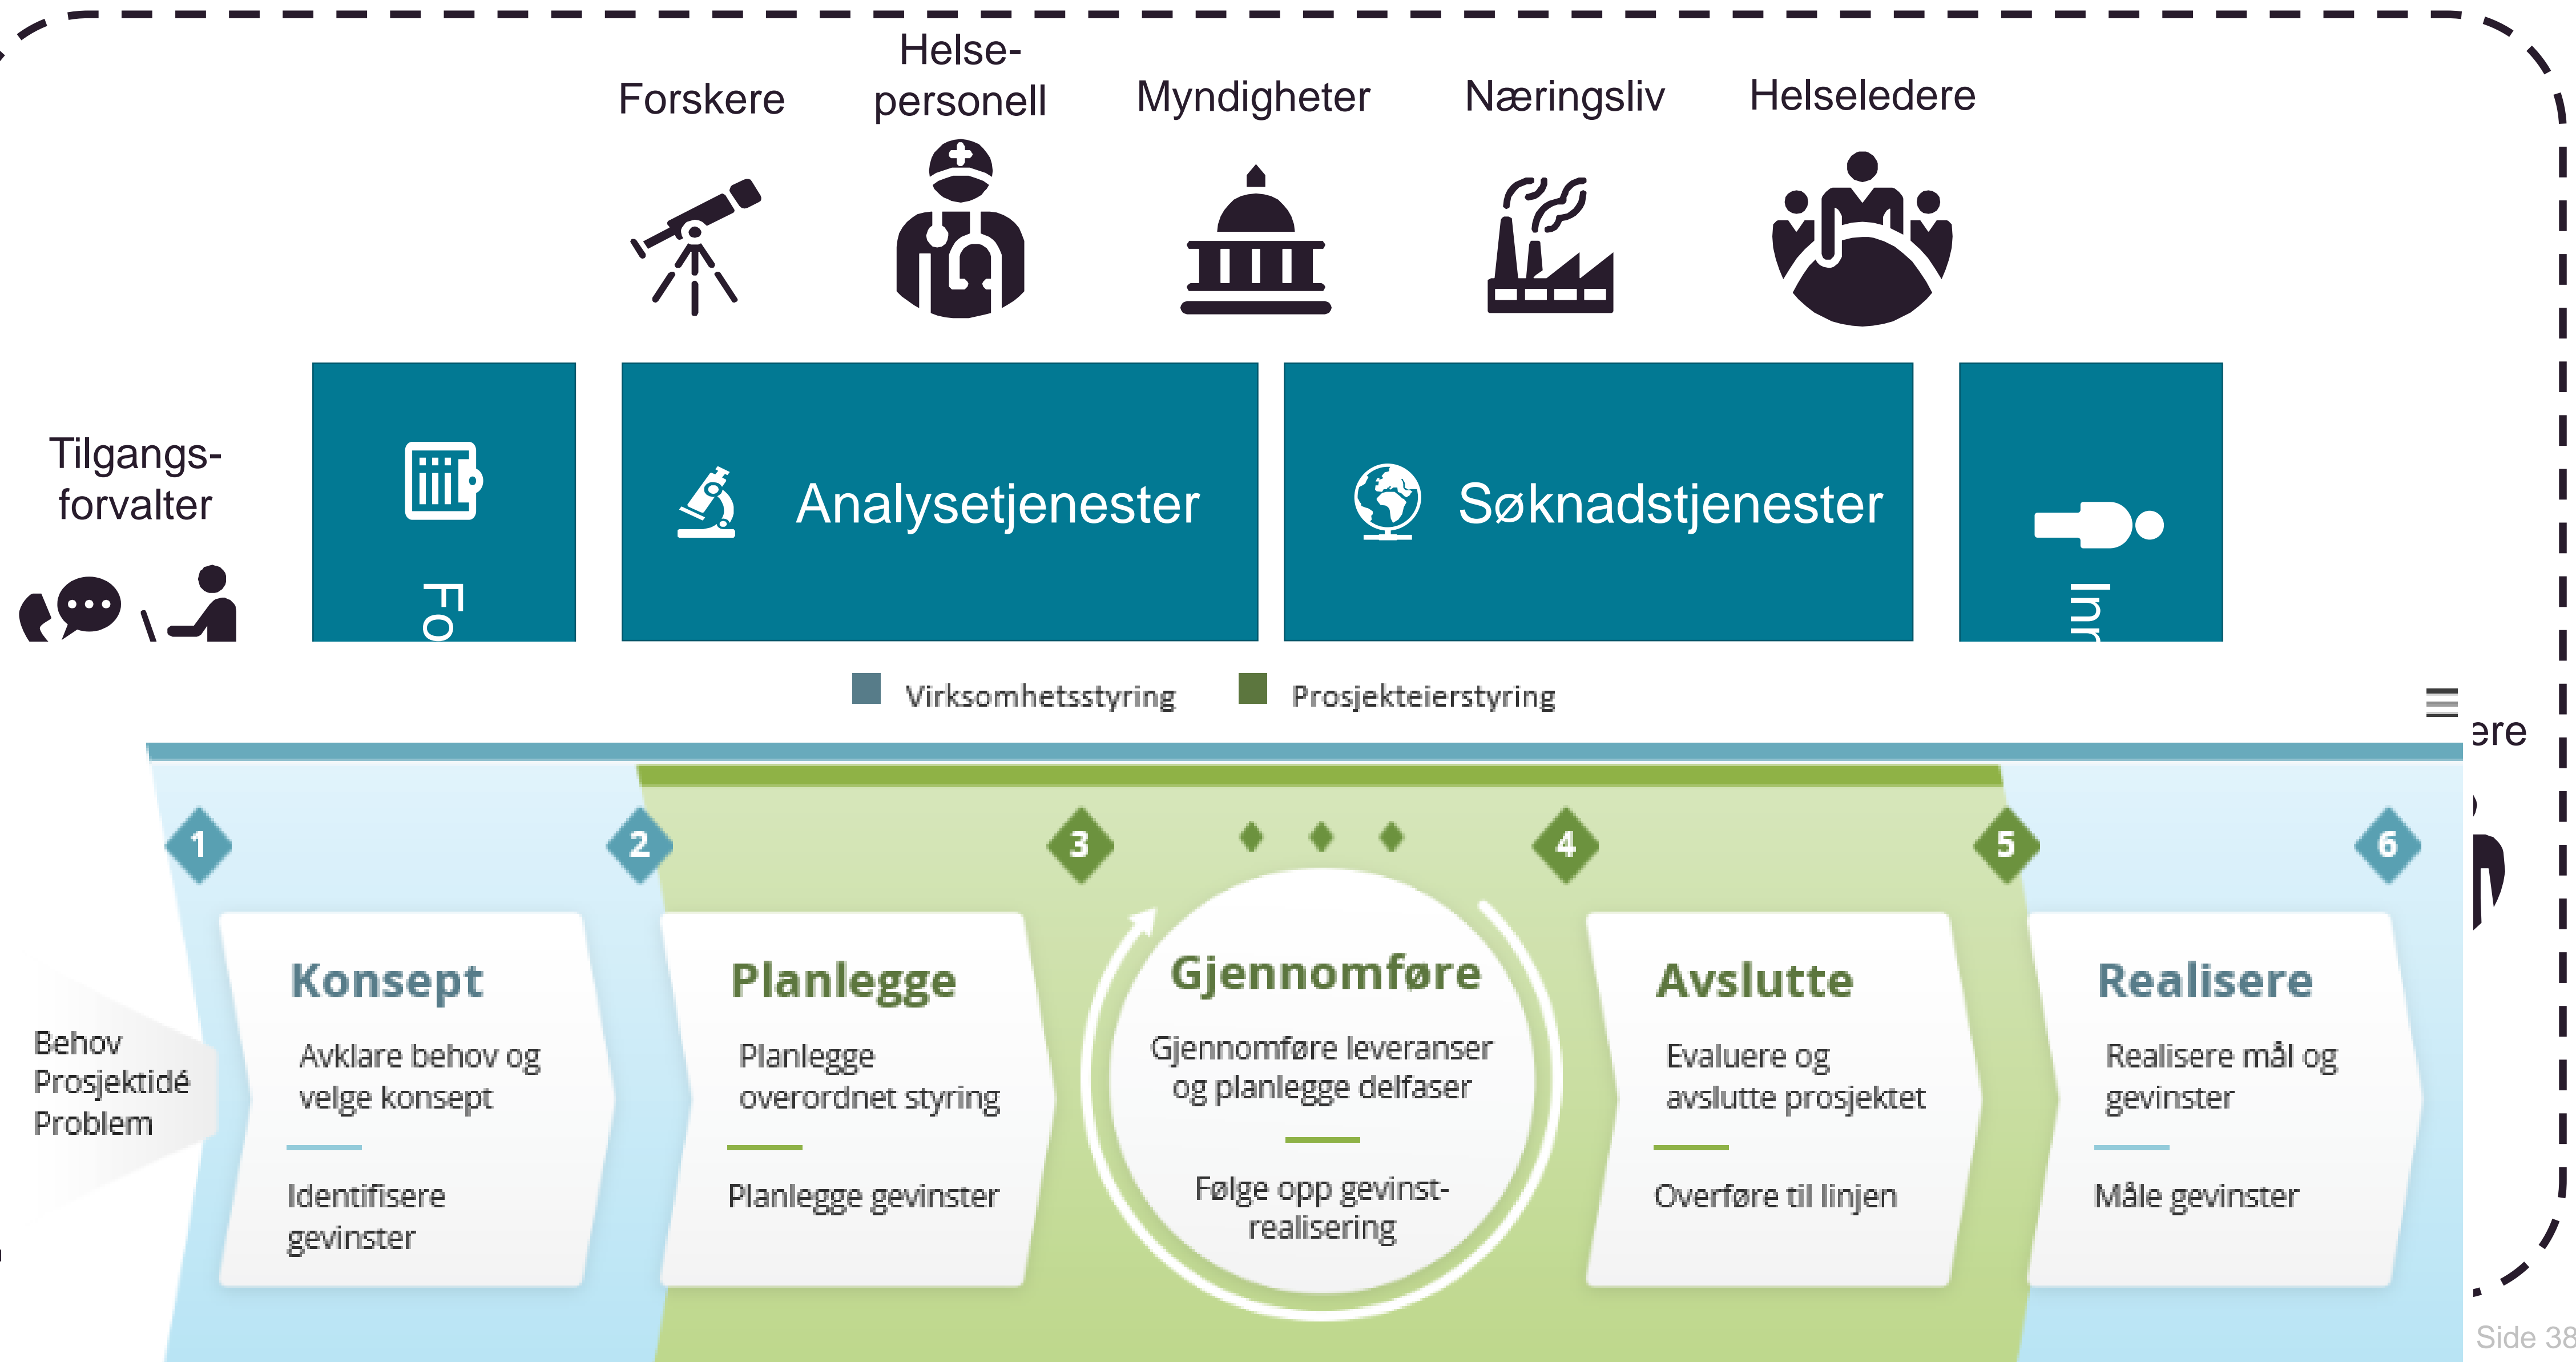 Helse-
personell
Forskere
Myndigheter
Næringsliv
Helseledere
Tilgangs-
forvalter
Analysetjenester
Søknadstjenester
Fo
Virksomhetsstyring
Prosjekteierstyring
ere
1
2
3
4
5
6
Behov
Prosjektidé
Problem
Konsept
Avklare behov og
velge konsept
Identifisere
gevinster
Planlegge
Planlegge
overordnet styring
Planlegge gevinster
Gjennomføre
Gjennomføre leveranser
og planlegge delfaser
Følge opp gevinst-
realisering
Avslutte
Evaluere og
avslutte prosjektet
Overføre til linjen
Realisere
Realisere mål og
gevinster
Måle gevinster
Side 38